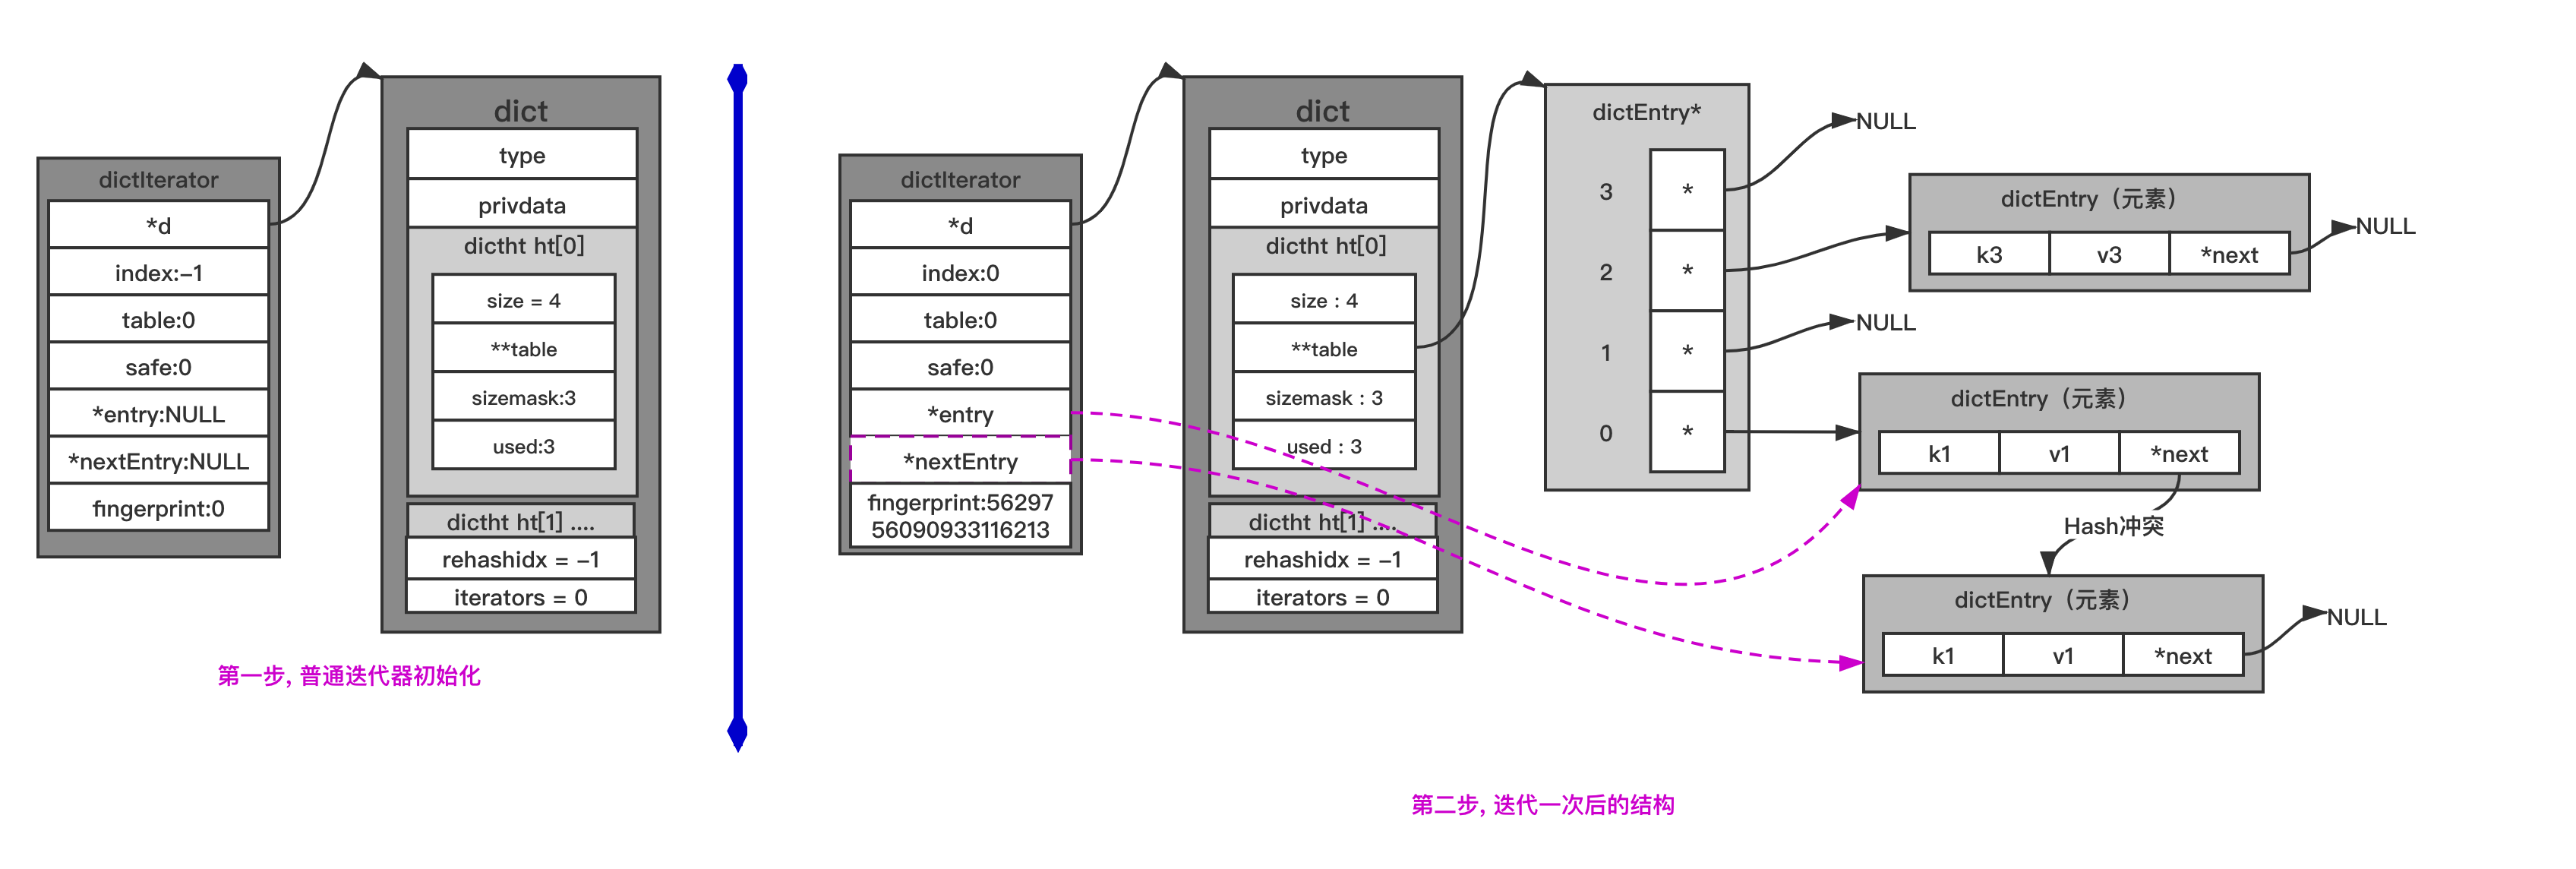 dictIterator
*d
index:-1
table:0
safe:0
*entry:NULL
*nextEntry:NULL
fingerprint:0
dict
type
privdata
dictht ht[0]
size = 4
**table
sizemask:3
used:3
dictht ht[1] ....
rehashidx = -1
iterators = 0
第一步, 普通迭代器初始化
dictIterator
*d
index:0
table:0
safe:0
*entry
*nextEntry
fingerprint:56297
56090933116213
dict
type
privdata
dictht ht[0]
size : 4
**table
sizemask : 3
used : 3
dictht ht[1] ....
rehashidx = -1
iterators = 0
dictEntry*
3 *
2 *
1 *
0 *
NULL
dictEntry（元素）
k3 v3 *next
NULL
NULL
dictEntry（元素）
k1 v1 *next
Hash冲突
dictEntry（元素）
k1 v1 *next
NULL
第二步, 迭代一次后的结构